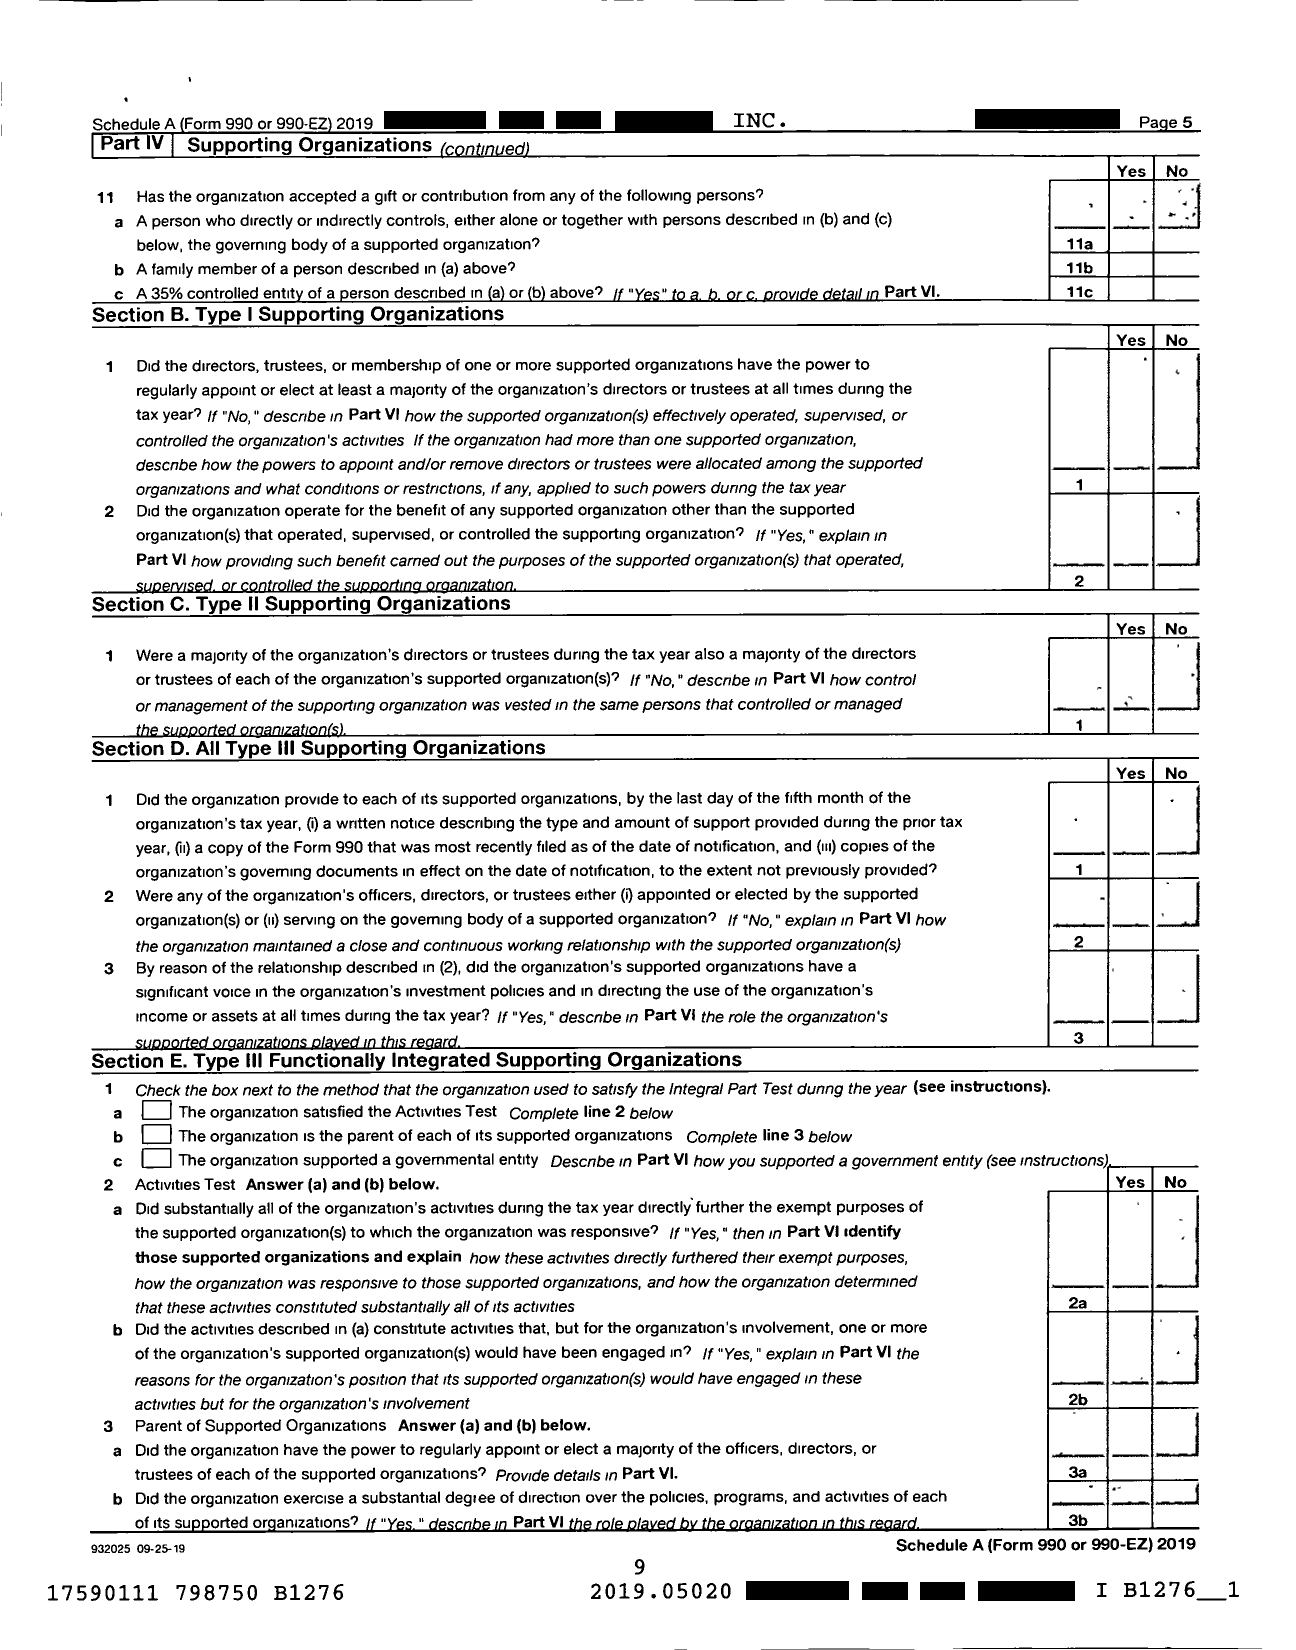 Schedule A (Form 990 or 990-EZ) 2019 INC. Page 5
Part IV Supporting Organizations (continued)
Yes No
11 Has the organization accepted a gift or contribution from any of the following persons?
a A person who directly or indirectly controls, either alone or together with persons described in (b) and (c)
below, the governing body of a supported organization? 11a
b A family member of a person described in (a) above? 11b
c A 35% controlled entity of a person described in (a) or (b) above? If "Yes" to a, b, or c, provide detail in Part VI. 11c
Section B. Type I Supporting Organizations
Yes No
1 Did the directors, trustees, or membership of one or more supported organizations have the power to
regularly appoint or elect at least a majority of the organization's directors or trustees at all times during the
tax year? If "No," describe in Part VI how the supported organization(s) effectively operated, supervised, or
controlled the organization's activities If the organization had more than one supported organization,
describe how the powers to appoint and/or remove directors or trustees were allocated among the supported
organizations and what conditions or restrictions, if any, applied to such powers during the tax year 1
2 Did the organization operate for the benefit of any supported organization other than the supported
organization(s) that operated, supervised, or controlled the supporting organization? If "Yes," explain in
Part VI how providing such benefit carried out the purposes of the supported organization(s) that operated,
supervised, or controlled the supporting organization. 2
Section C. Type II Supporting Organizations
Yes No
1 Were a majority of the organization's directors or trustees during the tax year also a majority of the directors
or trustees of each of the organization's supported organization(s)? If "No," describe in Part VI how control
or management of the supporting organization was vested in the same persons that controlled or managed
the supported organization(s). 1
Section D. All Type III Supporting Organizations
Yes No
1 Did the organization provide to each of its supported organizations, by the last day of the fifth month of the
organization's tax year, (i) a written notice describing the type and amount of support provided during the prior tax
year, (ii) a copy of the Form 990 that was most recently filed as of the date of notification, and (iii) copies of the
organization's governing documents in effect on the date of notification, to the extent not previously provided? 1
2 Were any of the organization's officers, directors, or trustees either (i) appointed or elected by the supported
organization(s) or (ii) serving on the governing body of a supported organization? If "No," explain in Part VI how
the organization maintained a close and continuous working relationship with the supported organization(s) 2
3 By reason of the relationship described in (2), did the organization's supported organizations have a
significant voice in the organization's investment policies and in directing the use of the organization's
income or assets at all times during the tax year? If "Yes," describe in Part VI the role the organization's
supported organizations played in this regard. 3
Section E. Type III Functionally Integrated Supporting Organizations
1 Check the box next to the method that the organization used to satisfy the Integral Part Test during the year (see instructions).
a The organization satisfied the Activities Test Complete line 2 below
b The organization is the parent of each of its supported organizations Complete line 3 below
c The organization supported a governmental entity Describe in Part VI how you supported a government entity (see instructions).
2 Activities Test Answer (a) and (b) below. Yes No
a Did substantially all of the organization's activities during the tax year directly further the exempt purposes of
the supported organization(s) to which the organization was responsive? If "Yes," then in Part VI identify
those supported organizations and explain how these activities directly furthered their exempt purposes,
how the organization was responsive to those supported organizations, and how the organization determined
that these activities constituted substantially all of its activities 2a
b Did the activities described in (a) constitute activities that, but for the organization's involvement, one or more
of the organization's supported organization(s) would have been engaged in? If "Yes," explain in Part VI the
reasons for the organization's position that its supported organization(s) would have engaged in these
activities but for the organization's involvement 2b
3 Parent of Supported Organizations Answer (a) and (b) below.
a Did the organization have the power to regularly appoint or elect a majority of the officers, directors, or
trustees of each of the supported organizations? Provide details in Part VI. 3a
b Did the organization exercise a substantial degree of direction over the policies, programs, and activities of each
of its supported organizations? If "Yes," describe in Part VI the role played by the organization in this regard. 3b
932025 09-25-19 Schedule A (Form 990 or 990-EZ) 2019
9
17590111 798750 B1276 2019.05020 I B1276__1